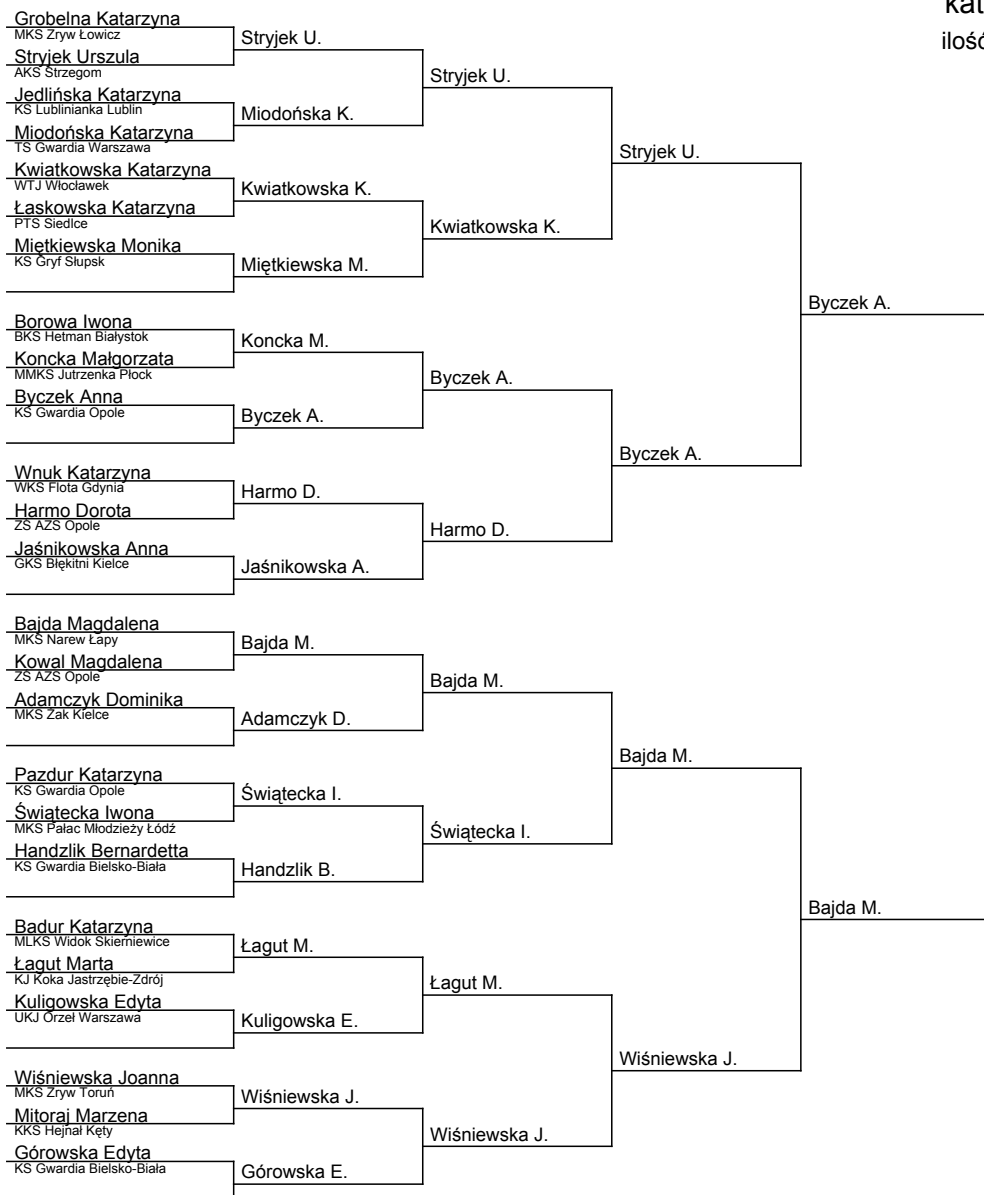 kat
ilość
Grobelna Katarzyna
MKS Zryw Łowicz
Stryjek U.
Stryjek Urszula
AKS Strzegom
Stryjek U.
Jedlińska Katarzyna
KS Lublinianka Lublin
Miodońska K.
Miodońska Katarzyna
TS Gwardia Warszawa
Stryjek U.
Kwiatkowska Katarzyna
WTJ Włocławek
Kwiatkowska K.
Łaskowska Katarzyna
PTS Siedlce
Kwiatkowska K.
Miętkiewska Monika
KS Gryf Słupsk
Miętkiewska M.
Byczek A.
Borowa Iwona
BKS Hetman Białystok
Koncka M.
Koncka Małgorzata
MMKS Jutrzenka Płock
Byczek A.
Byczek Anna
KS Gwardia Opole
Byczek A.
Byczek A.
Wnuk Katarzyna
WKS Flota Gdynia
Harmo D.
Harmo Dorota
ZS AZS Opole
Harmo D.
Jaśnikowska Anna
GKS Błękitni Kielce
Jaśnikowska A.
Bajda Magdalena
MKS Narew Łapy
Bajda M.
Kowal Magdalena
ZS AZS Opole
Bajda M.
Adamczyk Dominika
MKS Żak Kielce
Adamczyk D.
Bajda M.
Pazdur Katarzyna
KS Gwardia Opole
Świątecka I.
Świątecka Iwona
MKS Pałac Młodzieży Łódź
Świątecka I.
Handzlik Bernardetta
KS Gwardia Bielsko-Biała
Handzlik B.
Bajda M.
Badur Katarzyna
MLKS Widok Skierniewice
Łagut M.
Łagut Marta
KJ Koka Jastrzębie-Zdrój
Łagut M.
Kuligowska Edyta
UKJ Orzeł Warszawa
Kuligowska E.
Wiśniewska J.
Wiśniewska Joanna
MKS Zryw Toruń
Wiśniewska J.
Mitoraj Marzena
KKS Hejnał Kęty
Wiśniewska J.
Górowska Edyta
KS Gwardia Bielsko-Biała
Górowska E.